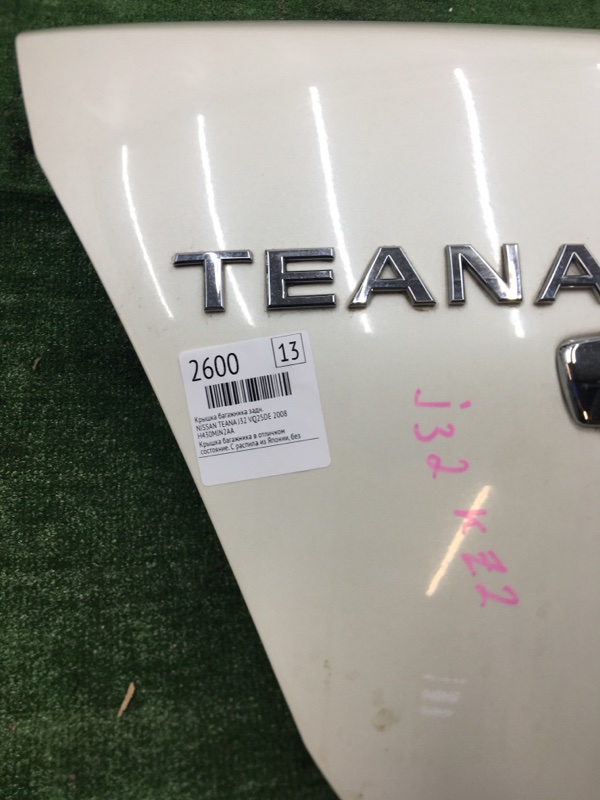 TEANA
2600
13
Крышка багажника задн.
NISSAN TEANA J32 VQ25DE 2008
H430MJN2AA
Крышка багажника в отличном
состояние. С распила из Японии, без
j32 KZ2